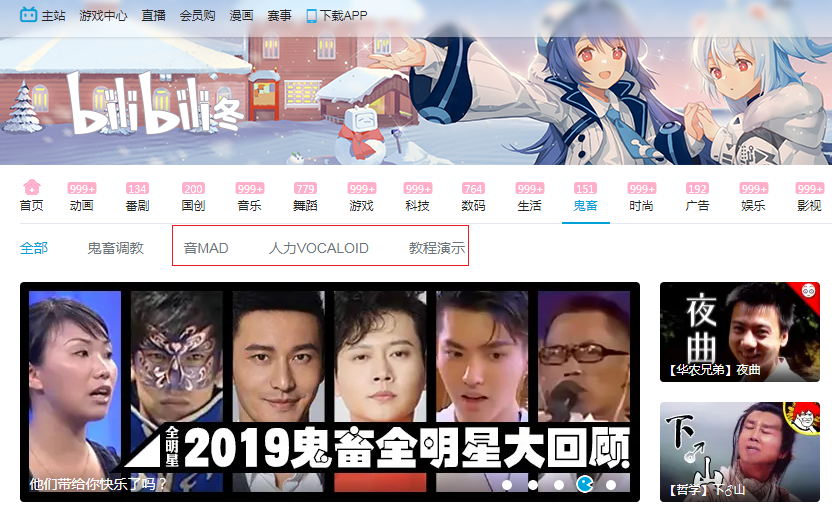 主站 游戏中心 直播 会员购 漫画 赛事 下载APP
bilibili冬
999+ 134 200 999+ 779 999+ 999+ 764 999+ 151 999+ 192 999+ 999+
首页 动画 番剧 国创 音乐 舞蹈 游戏 科技 数码 生活 鬼畜 时尚 广告 娱乐 影视
全部 鬼畜调教 音MAD 人力VOCALOID 教程演示
全明星
2019鬼畜全明星大回顾
他们带给你快乐了吗？
夜曲
【华农兄弟】夜曲
下♂山
【哲学】下♂山